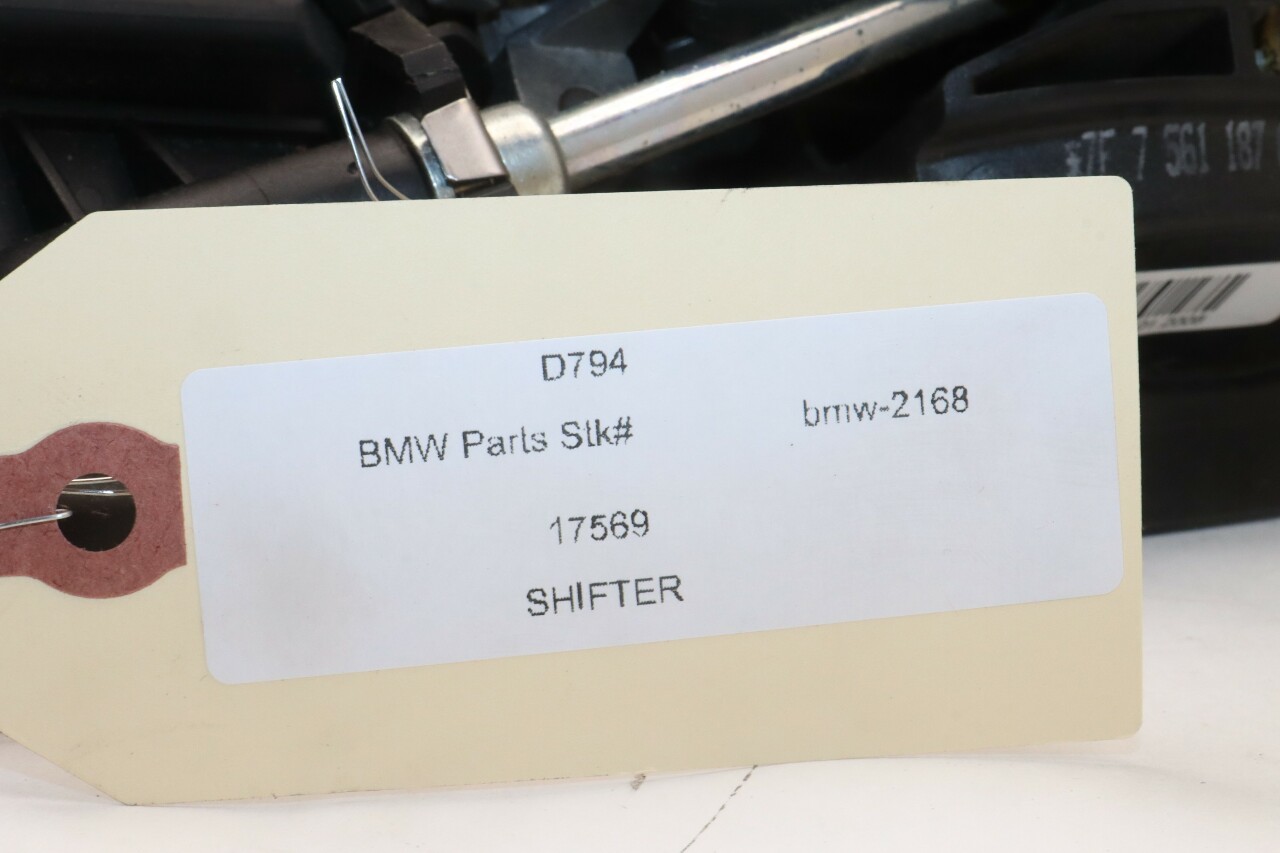 7 561 187
D794
BMW Parts Stk# bmw-2168
17569
SHIFTER